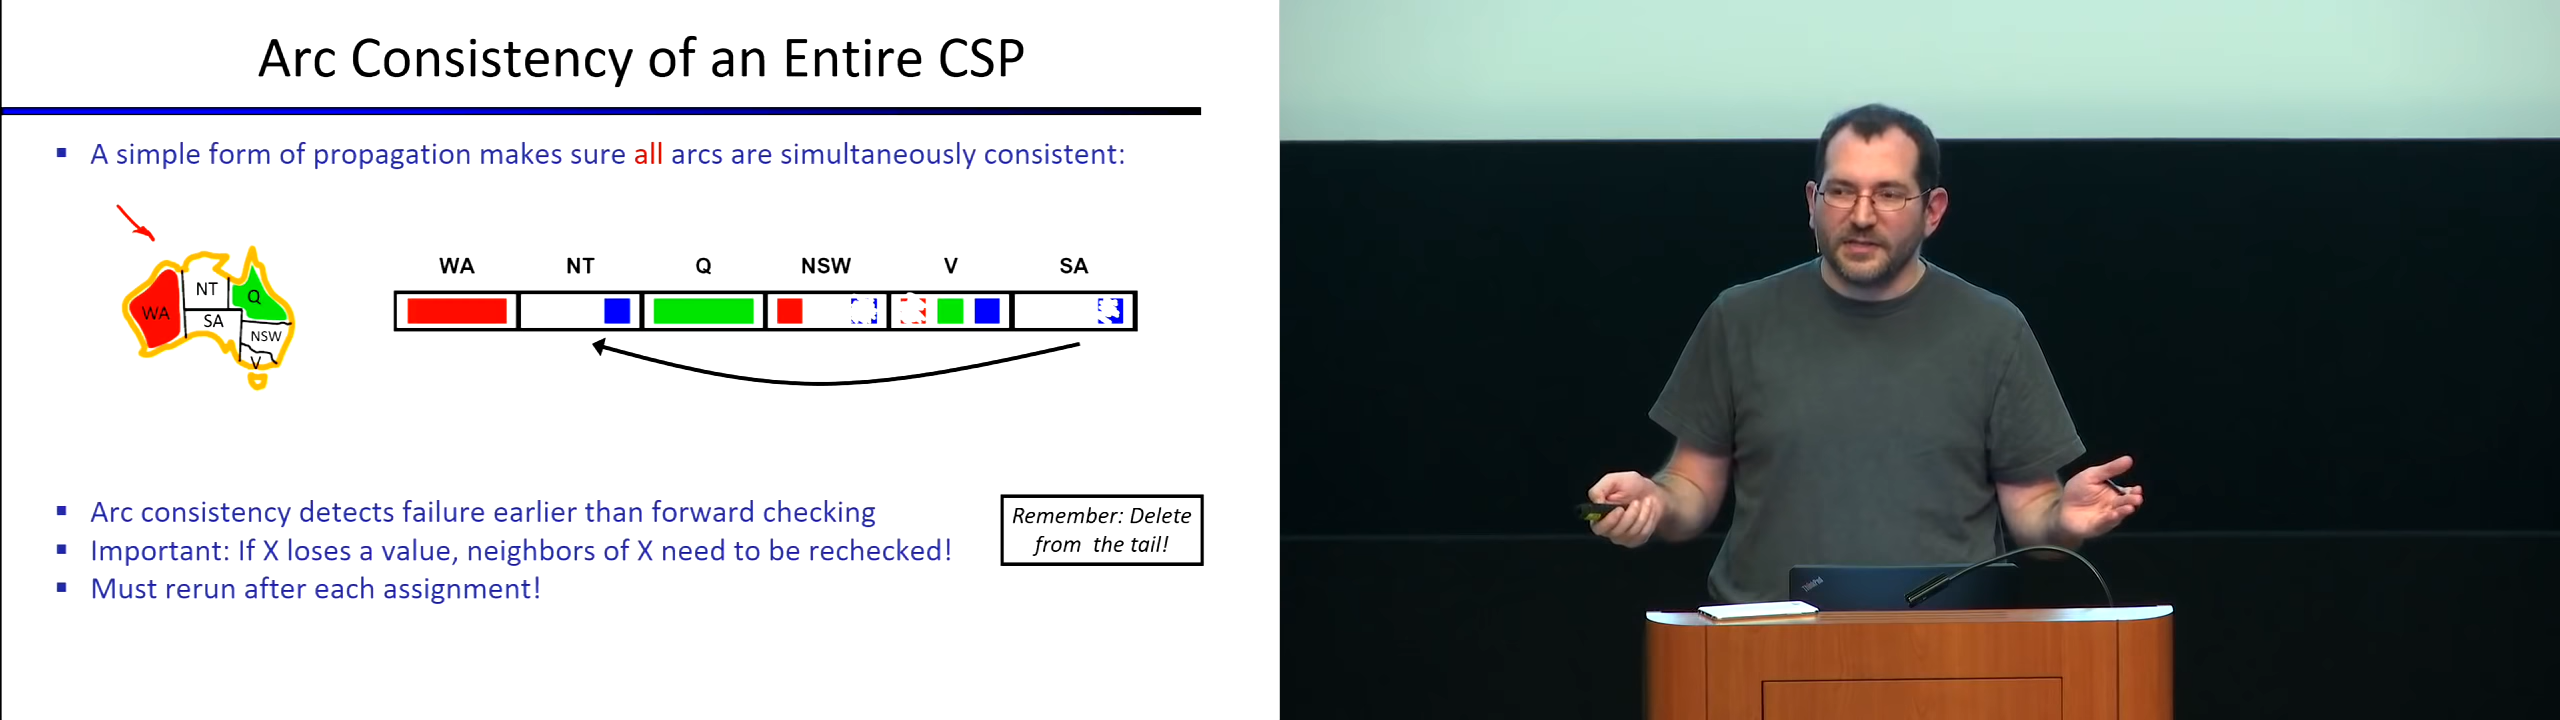 Arc Consistency of an Entire CSP
▪ A simple form of propagation makes sure all arcs are simultaneously consistent:
WA NT Q SA NSW V
WA NT Q NSW V SA
▪ Arc consistency detects failure earlier than forward checking
▪ Important: If X loses a value, neighbors of X need to be rechecked!
▪ Must rerun after each assignment!
Remember: Delete
from the tail!
ThinkPad